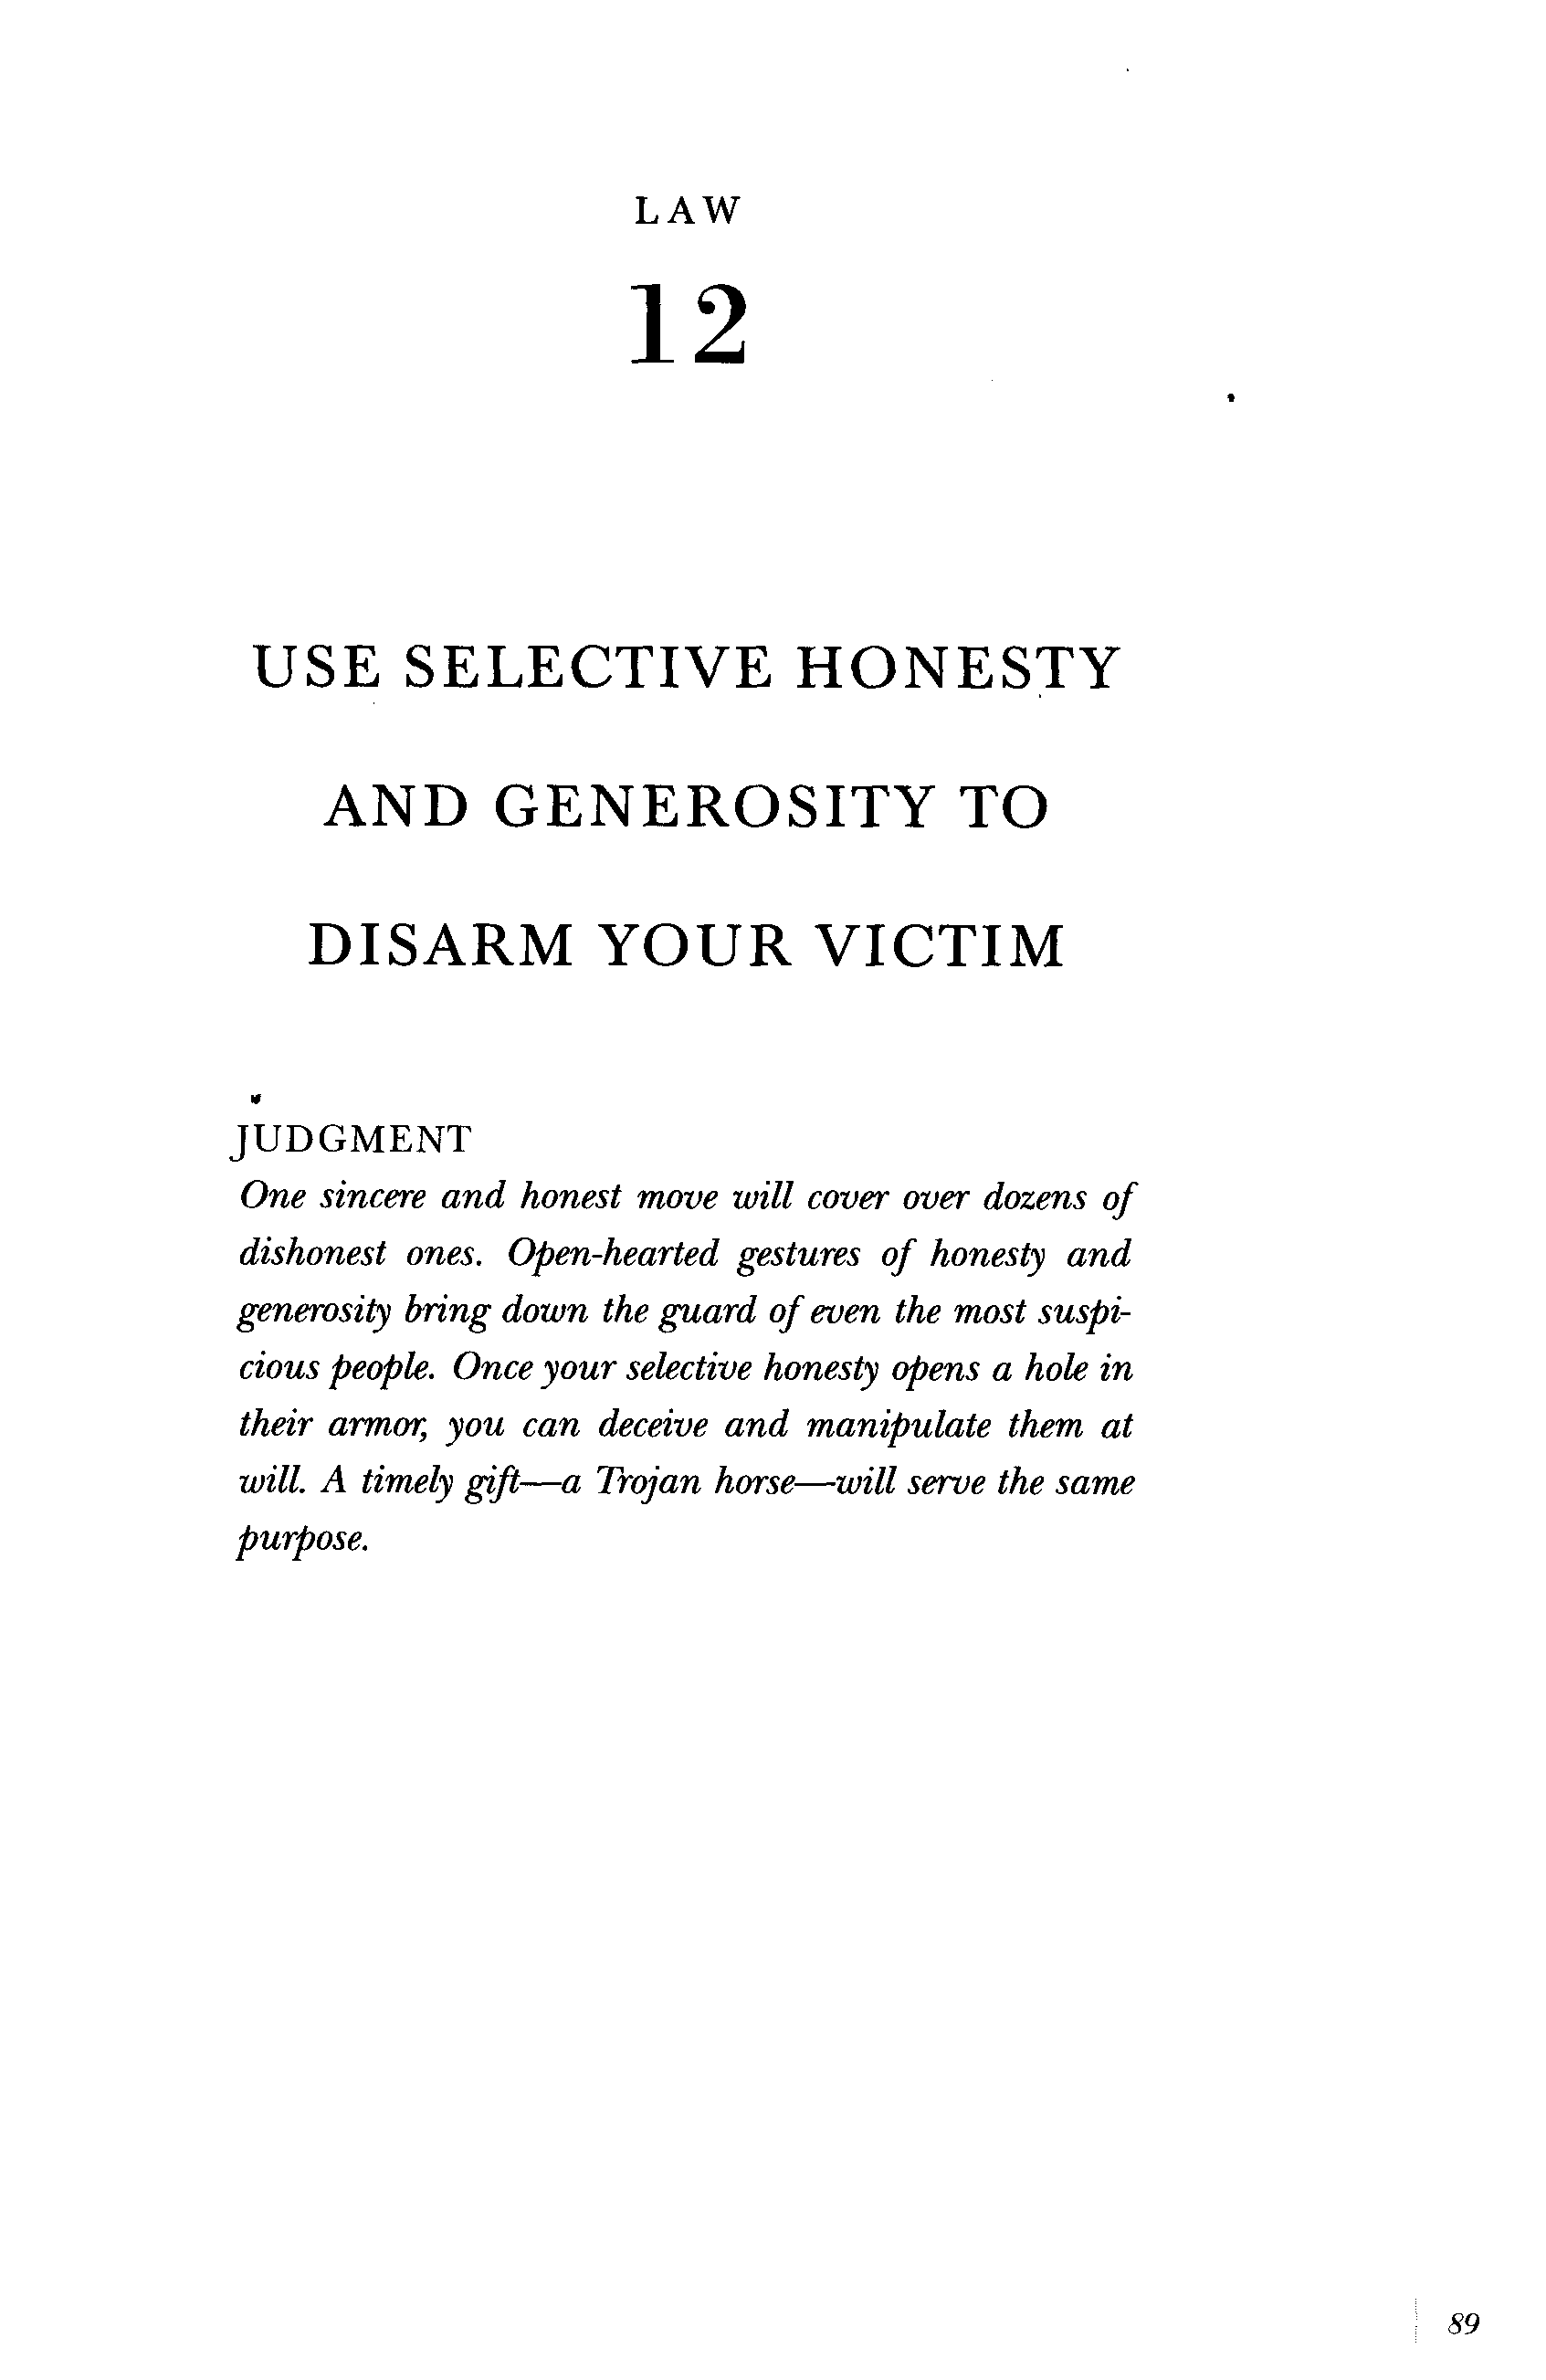 LAW
12
USE SELECTIVE HONESTY
AND GENEROSITY TO
DISARM YOUR VICTIM
JUDGMENT
One sincere and honest move will cover over dozens of
dishonest ones. Open-hearted gestures of honesty and
generosity bring down the guard of even the most suspi-
cious people. Once your selective honesty opens a hole in
their armor, you can deceive and manipulate them at
will. A timely gift—a Trojan horse—will serve the same
purpose.
89